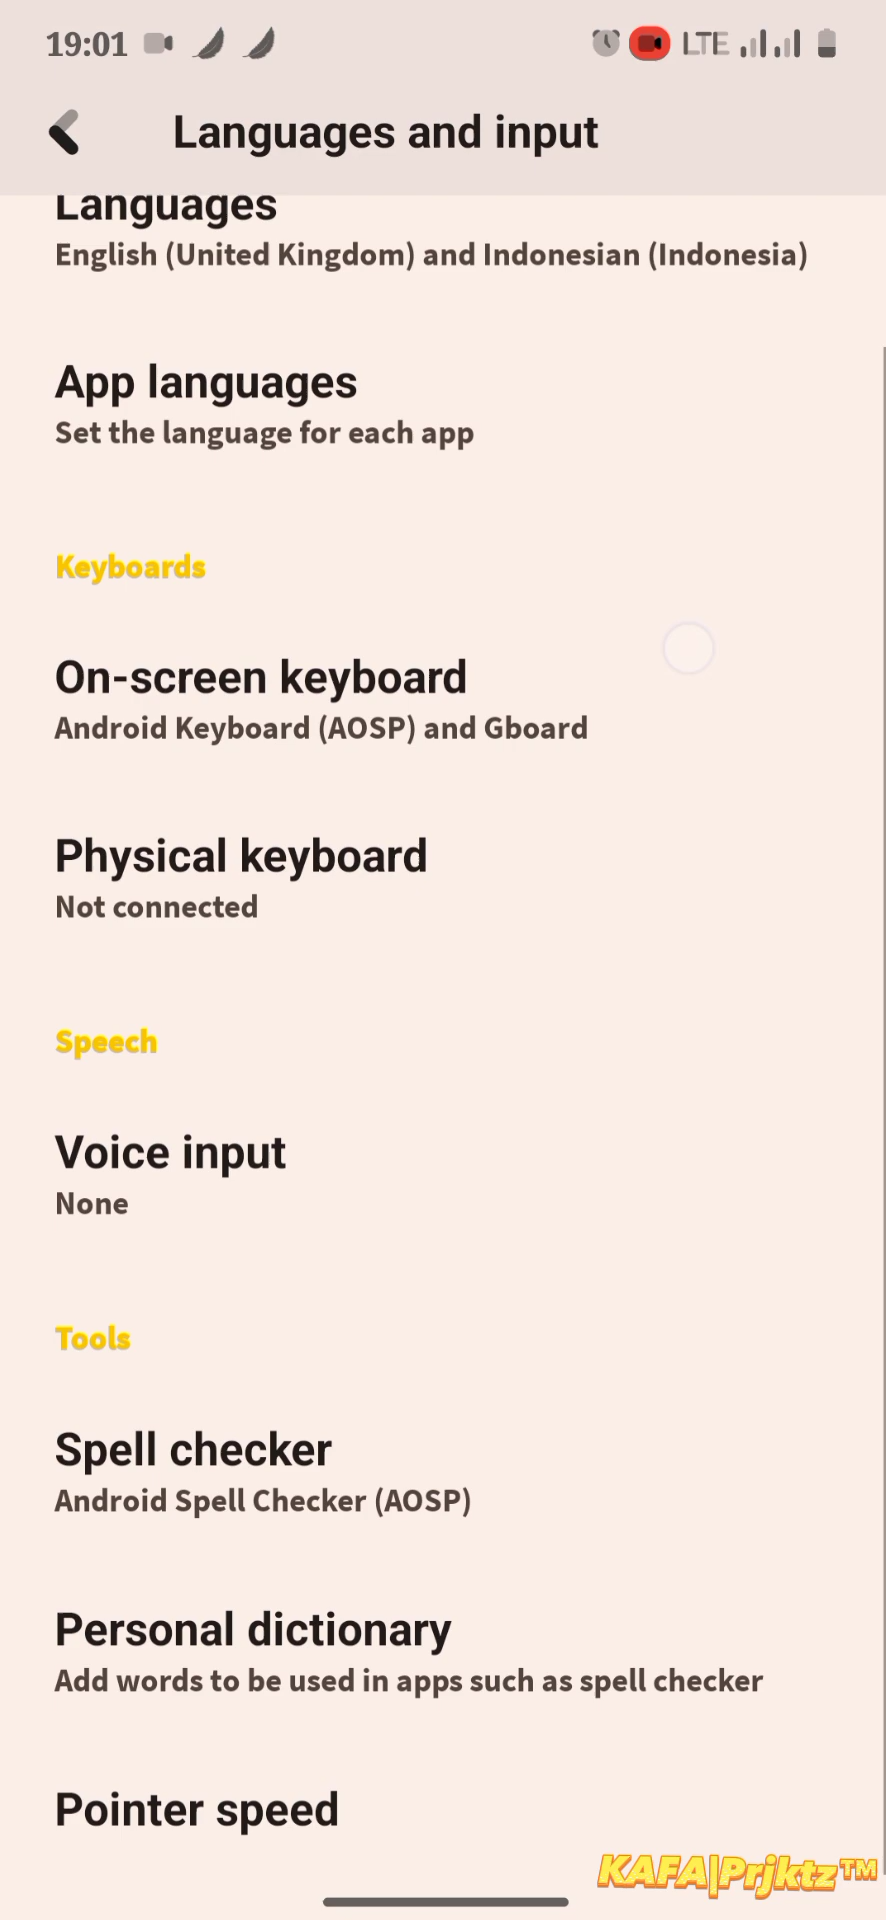 19:01
LTE
Languages and input
Languages
English (United Kingdom) and Indonesian (Indonesia)
App languages
Set the language for each app
Keyboards
On-screen keyboard
Android Keyboard (AOSP) and Gboard
Physical keyboard
Not connected
Speech
Voice input
None
Tools
Spell checker
Android Spell Checker (AOSP)
Personal dictionary
Add words to be used in apps such as spell checker
Pointer speed
KAFA|Prjktz™